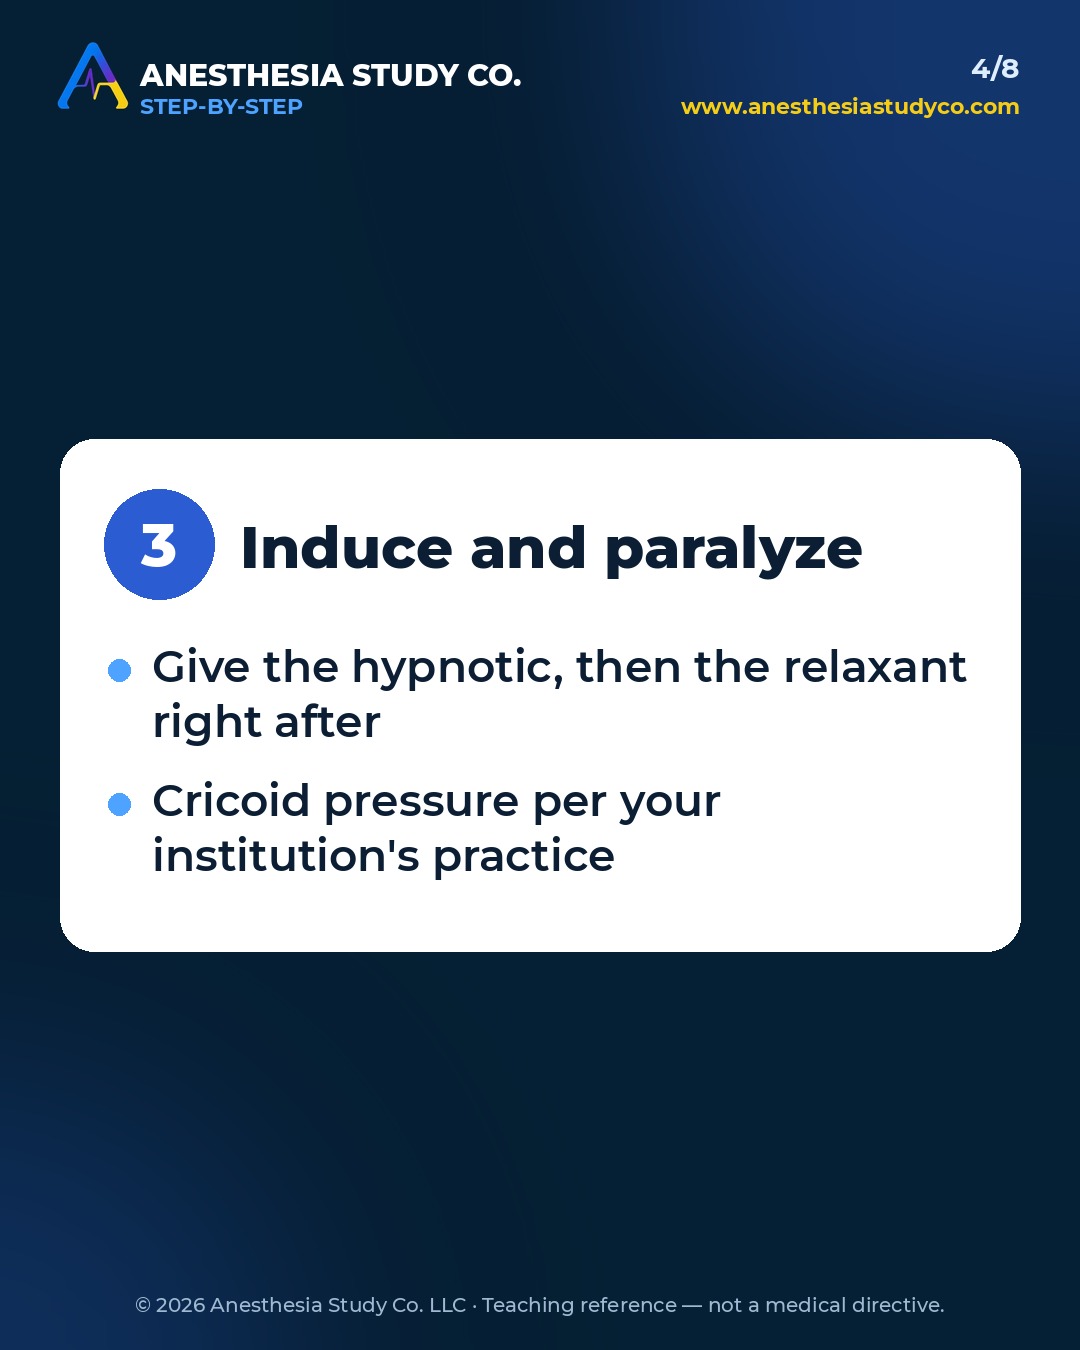 ANESTHESIA STUDY CO.
STEP-BY-STEP
4/8
www.anesthesiastudyco.com
3
Induce and paralyze
Give the hypnotic, then the relaxant
right after
Cricoid pressure per your
institution's practice
© 2026 Anesthesia Study Co. LLC · Teaching reference — not a medical directive.